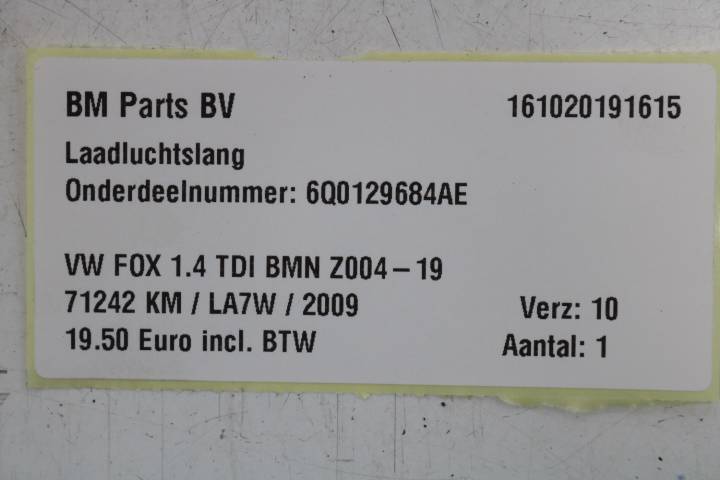 BM Parts BV 161020191615
Laadluchtslang
Onderdeelnummer: 6Q0129684AE
VW FOX 1.4 TDI BMN Z004-19
71242 KM / LA7W / 2009 Verz: 10
19.50 Euro incl. BTW Aantal: 1